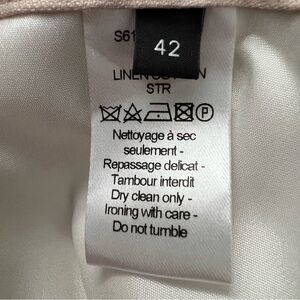 S61
42
LINEN
STR
P
Nettoyage à sec
seulement -
Repassage delicat -
Tambour interdit
Dry clean only -
Ironing with care -
Do not tumble